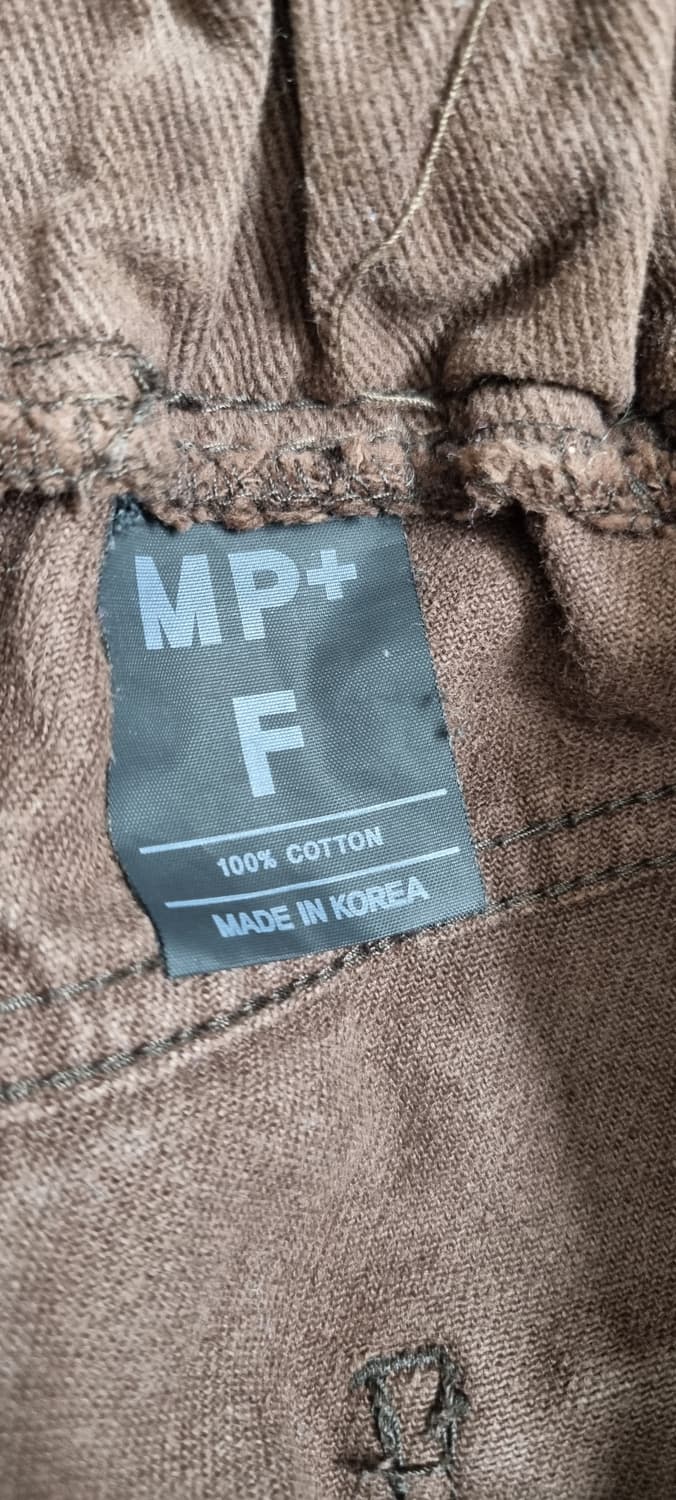 MP+
F
100% COTTON
MADE IN KOREA